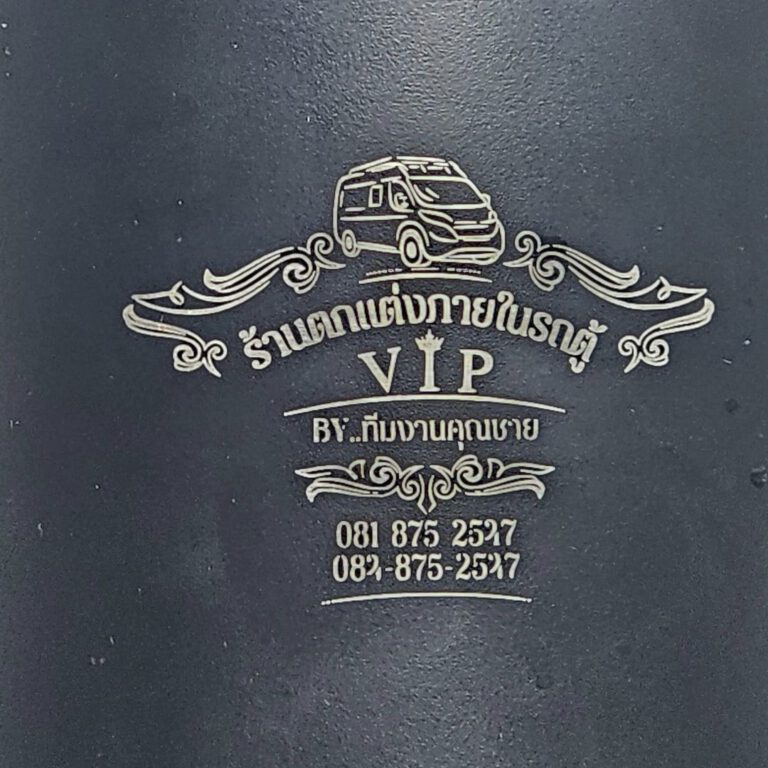 ร้านตกแต่งภายในรถตู้
VIP
BY..ทีมงานคุณชาย
081 875 2547
084-875-2547